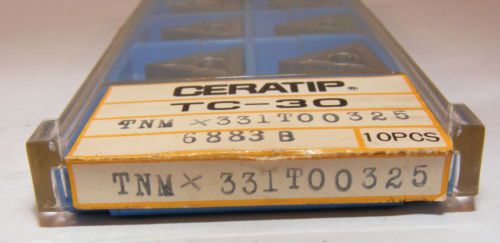 CERATIP®
TC-30
TNM × 331T00325
6883 B 10PCS
TNM × 331T00325